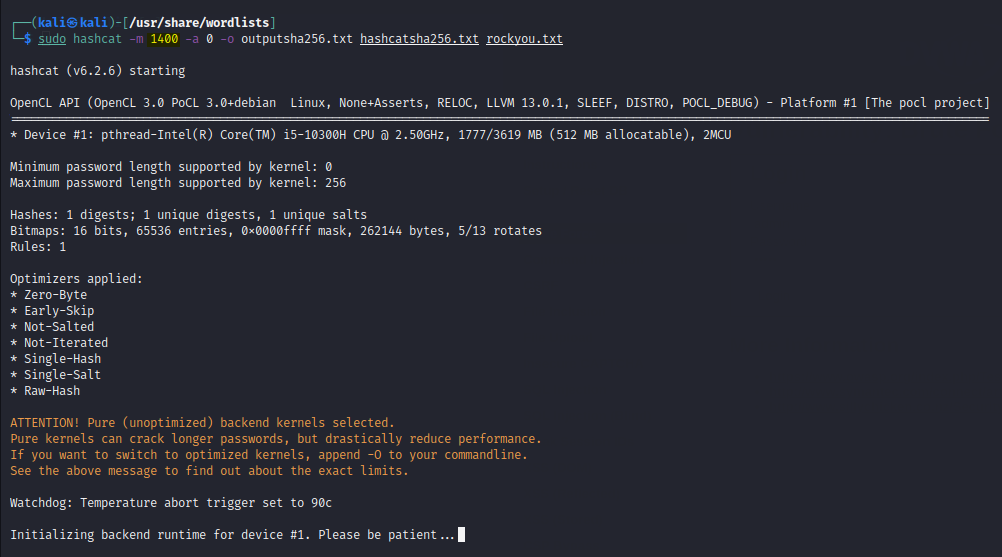 ┌──(kali㉿kali)-[/usr/share/wordlists]
└─$ sudo hashcat -m 1400 -a 0 -o outputsha256.txt hashcatsha256.txt rockyou.txt
hashcat (v6.2.6) starting
OpenCL API (OpenCL 3.0 PoCL 3.0+debian  Linux, None+Asserts, RELOC, LLVM 13.0.1, SLEEF, DISTRO, POCL_DEBUG) - Platform #1 [The pocl project]
============================================================================================================================================
* Device #1: pthread-Intel(R) Core(TM) i5-10300H CPU @ 2.50GHz, 1777/3619 MB (512 MB allocatable), 2MCU
Minimum password length supported by kernel: 0
Maximum password length supported by kernel: 256
Hashes: 1 digests; 1 unique digests, 1 unique salts
Bitmaps: 16 bits, 65536 entries, 0x0000ffff mask, 262144 bytes, 5/13 rotates
Rules: 1
Optimizers applied:
* Zero-Byte
* Early-Skip
* Not-Salted
* Not-Iterated
* Single-Hash
* Single-Salt
* Raw-Hash
ATTENTION! Pure (unoptimized) backend kernels selected.
Pure kernels can crack longer passwords, but drastically reduce performance.
If you want to switch to optimized kernels, append -O to your commandline.
See the above message to find out about the exact limits.
Watchdog: Temperature abort trigger set to 90c
Initializing backend runtime for device #1. Please be patient...